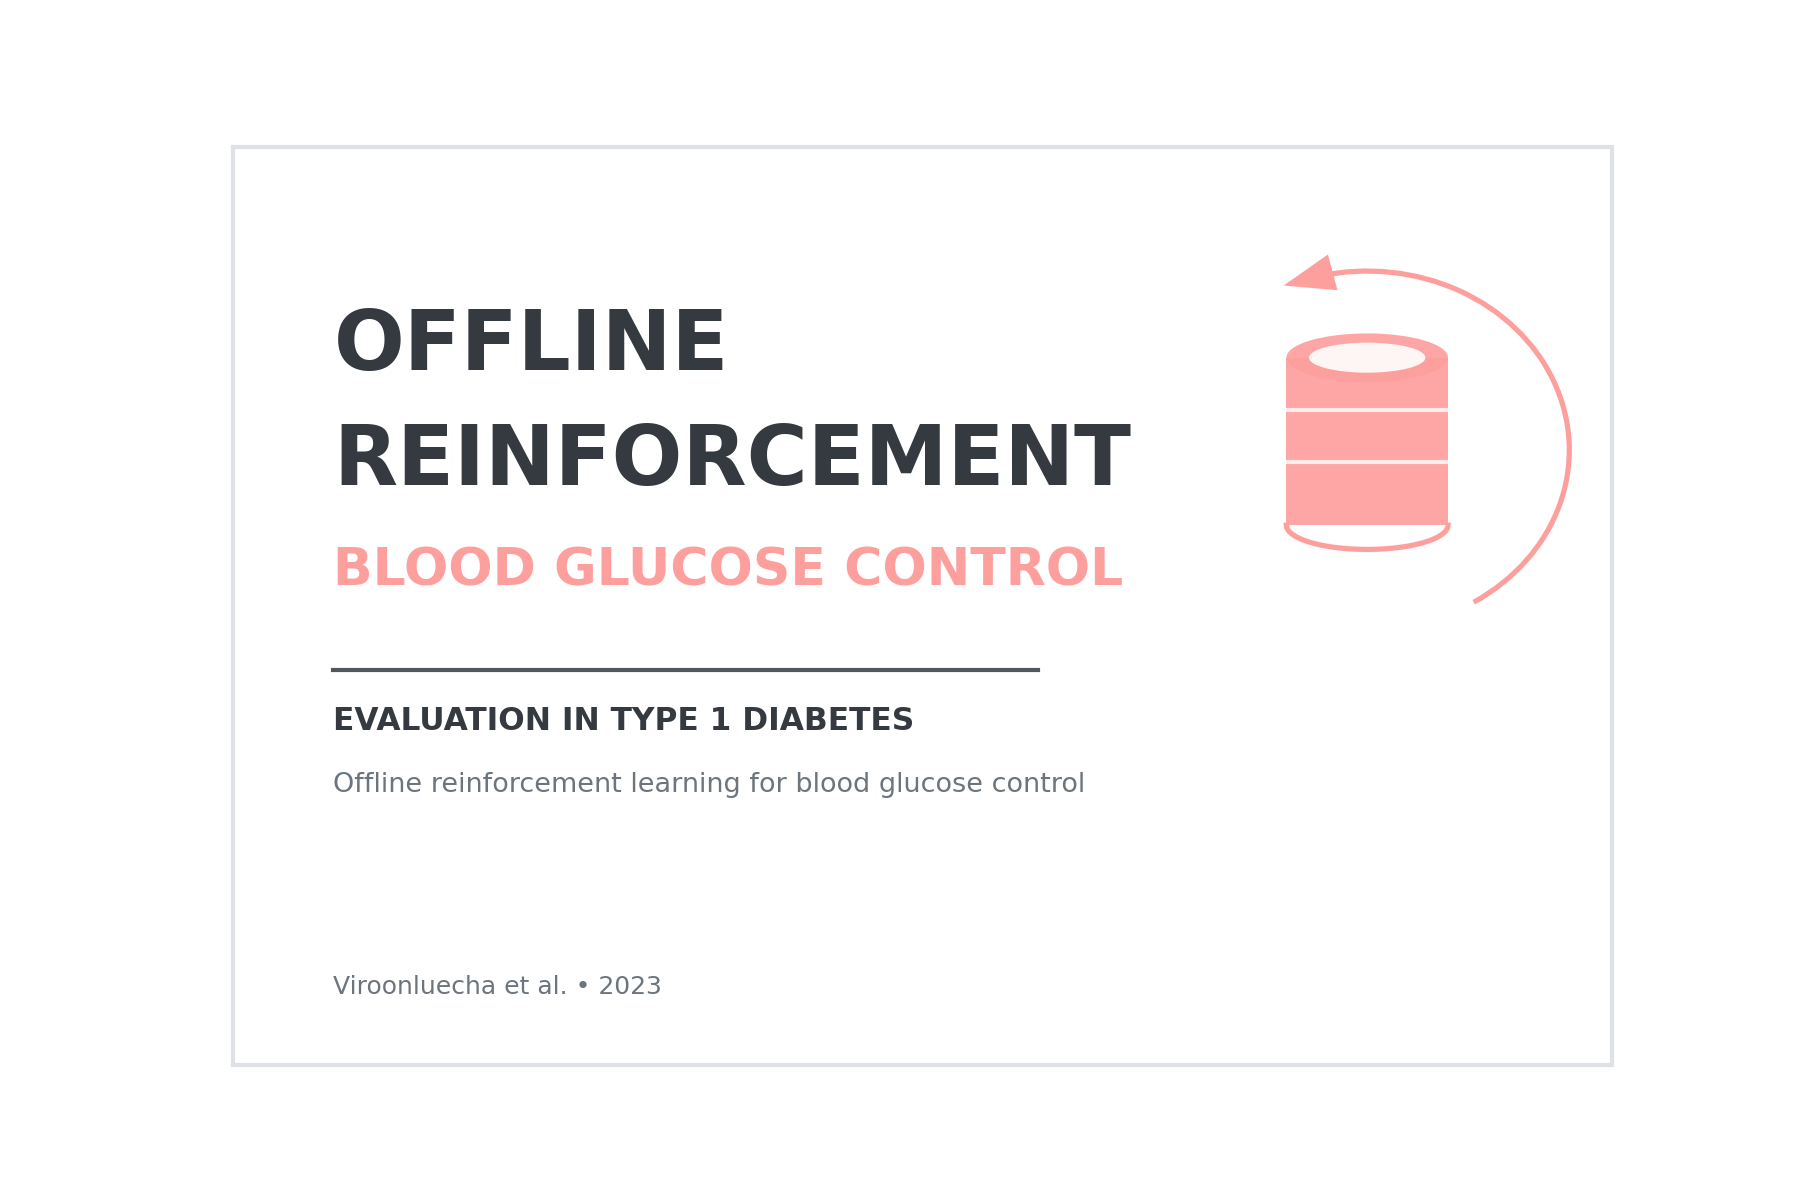 OFFLINE
REINFORCEMENT
BLOOD GLUCOSE CONTROL
EVALUATION IN TYPE 1 DIABETES
Offline reinforcement learning for blood glucose control
Viroonluecha et al. • 2023